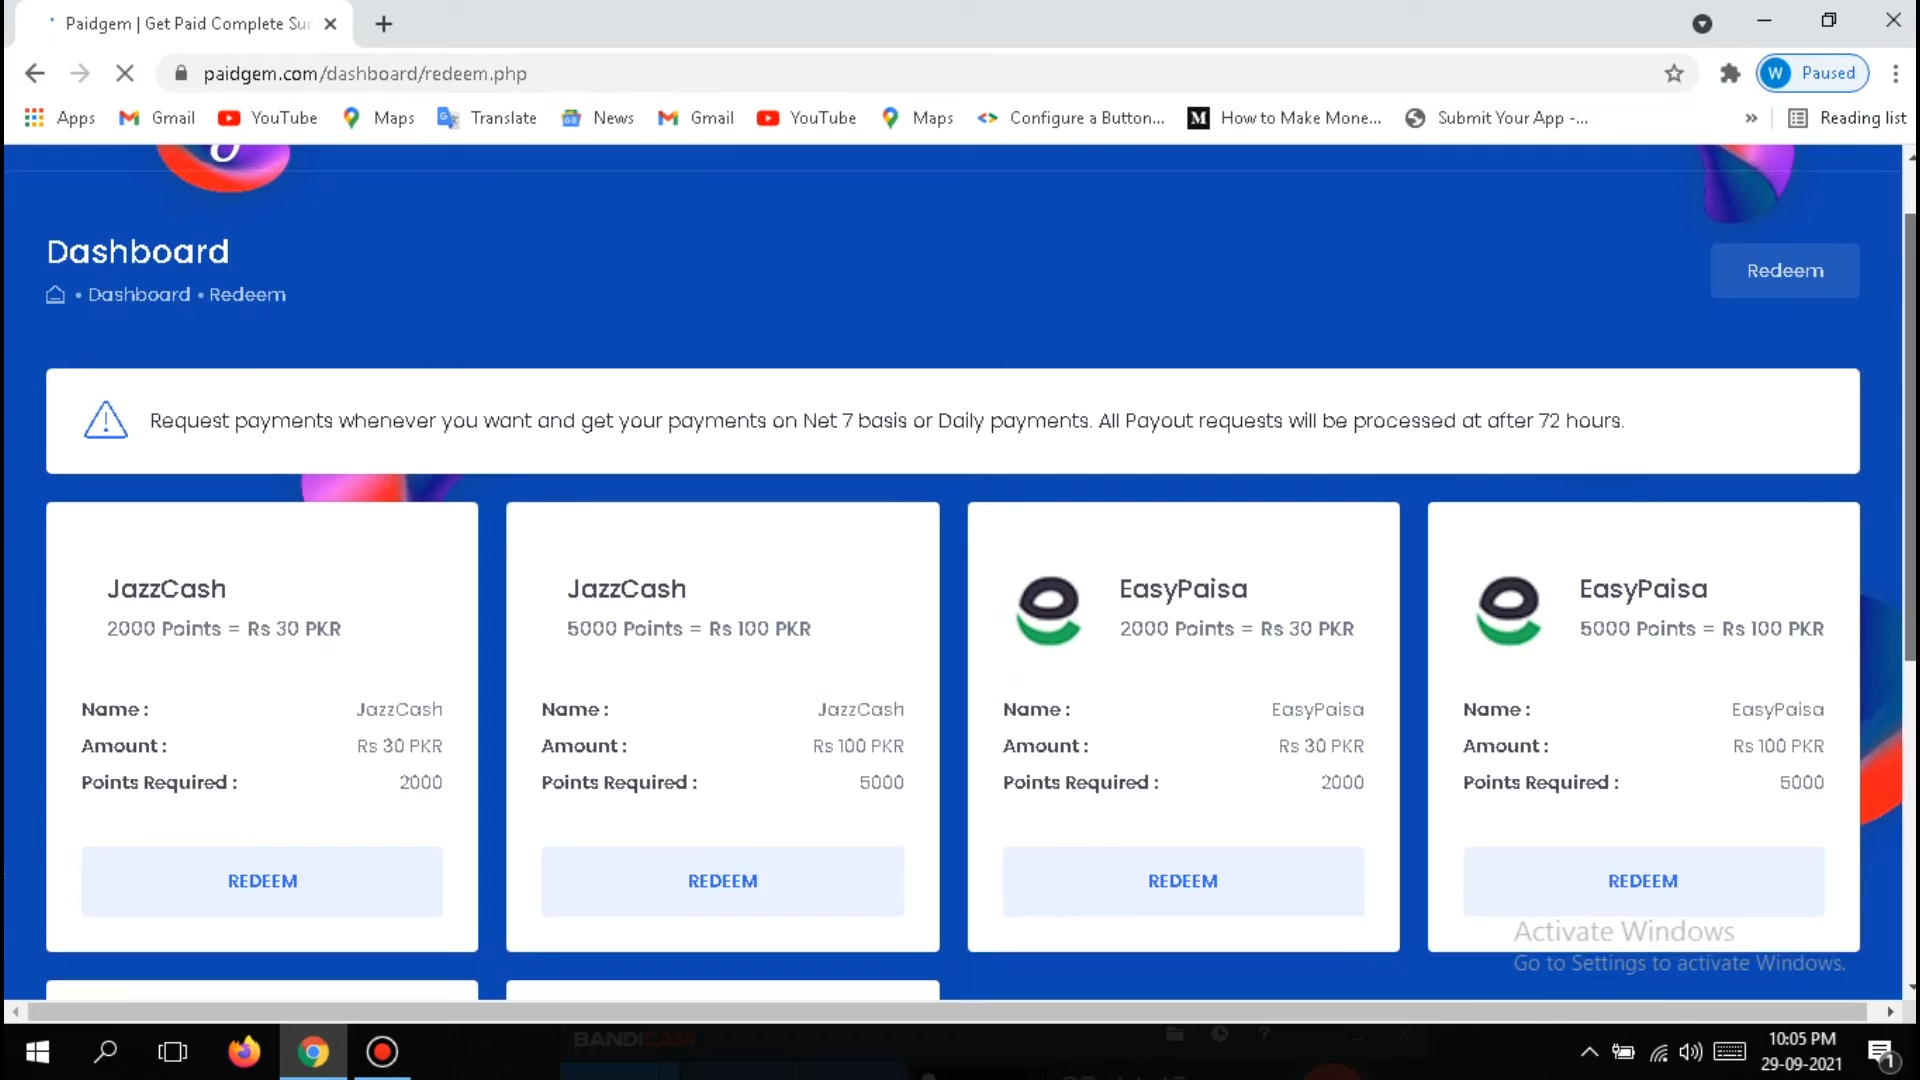 Paidgem | Get Paid Complete Sur
paidgem.com/dashboard/redeem.php
W Paused
Apps Gmail YouTube Maps Translate News Gmail YouTube Maps Configure a Button... M How to Make Mone... Submit Your App -... » Reading list
Dashboard
Redeem
• Dashboard • Redeem
Request payments whenever you want and get your payments on Net 7 basis or Daily payments. All Payout requests will be processed at after 72 hours.
JazzCash
2000 Points = Rs 30 PKR
Name : JazzCash
Amount : Rs 30 PKR
Points Required : 2000
REDEEM
JazzCash
5000 Points = Rs 100 PKR
Name : JazzCash
Amount : Rs 100 PKR
Points Required : 5000
REDEEM
EasyPaisa
2000 Points = Rs 30 PKR
Name : EasyPaisa
Amount : Rs 30 PKR
Points Required : 2000
REDEEM
EasyPaisa
5000 Points = Rs 100 PKR
Name : EasyPaisa
Amount : Rs 100 PKR
Points Required : 5000
REDEEM
Activate Windows
Go to Settings to activate Windows.
BANDICAM
10:05 PM
29-09-2021
1